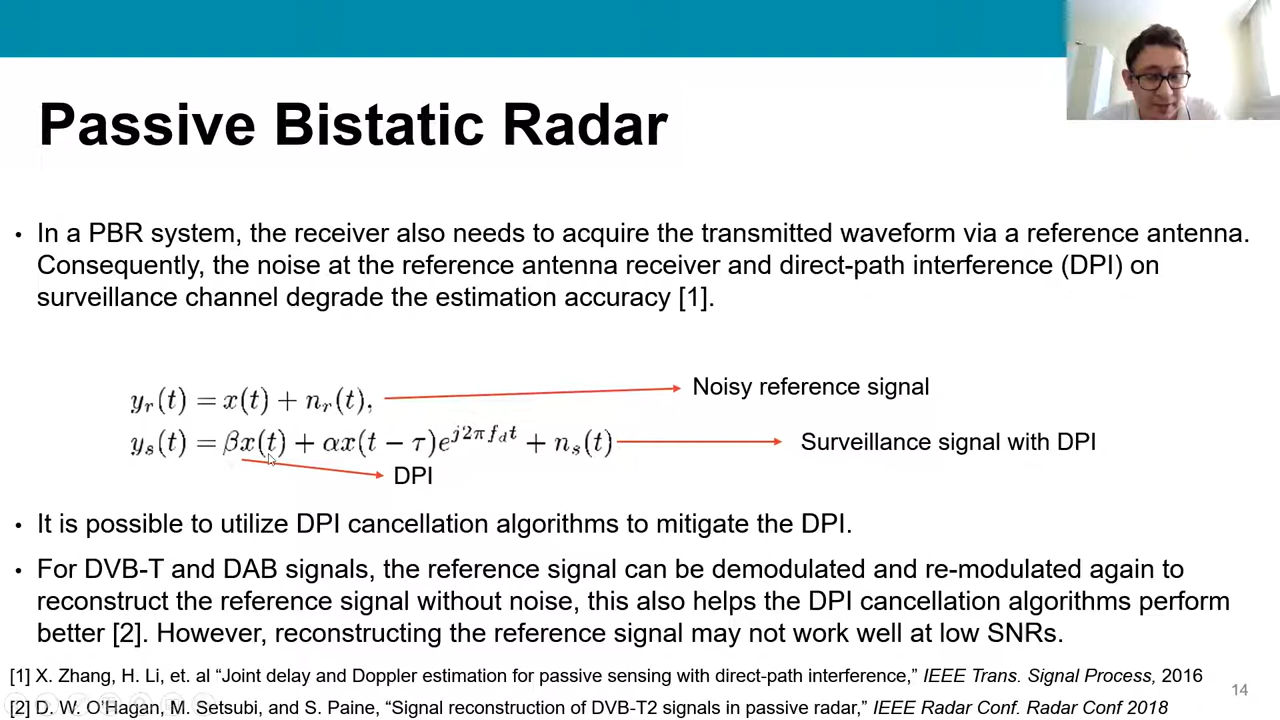 Passive Bistatic Radar
• In a PBR system, the receiver also needs to acquire the transmitted waveform via a reference antenna.
Consequently, the noise at the reference antenna receiver and direct-path interference (DPI) on
surveillance channel degrade the estimation accuracy [1].
y_r(t) = x(t) + n_r(t), Noisy reference signal
y_s(t) = βx(t) + αx(t − τ)e^{j2πf_d t} + n_s(t) Surveillance signal with DPI
DPI
• It is possible to utilize DPI cancellation algorithms to mitigate the DPI.
• For DVB-T and DAB signals, the reference signal can be demodulated and re-modulated again to
reconstruct the reference signal without noise, this also helps the DPI cancellation algorithms perform
better [2]. However, reconstructing the reference signal may not work well at low SNRs.
[1] X. Zhang, H. Li, et. al “Joint delay and Doppler estimation for passive sensing with direct-path interference,” IEEE Trans. Signal Process, 2016
14
[2] D. W. O’Hagan, M. Setsubi, and S. Paine, “Signal reconstruction of DVB-T2 signals in passive radar,” IEEE Radar Conf. Radar Conf 2018